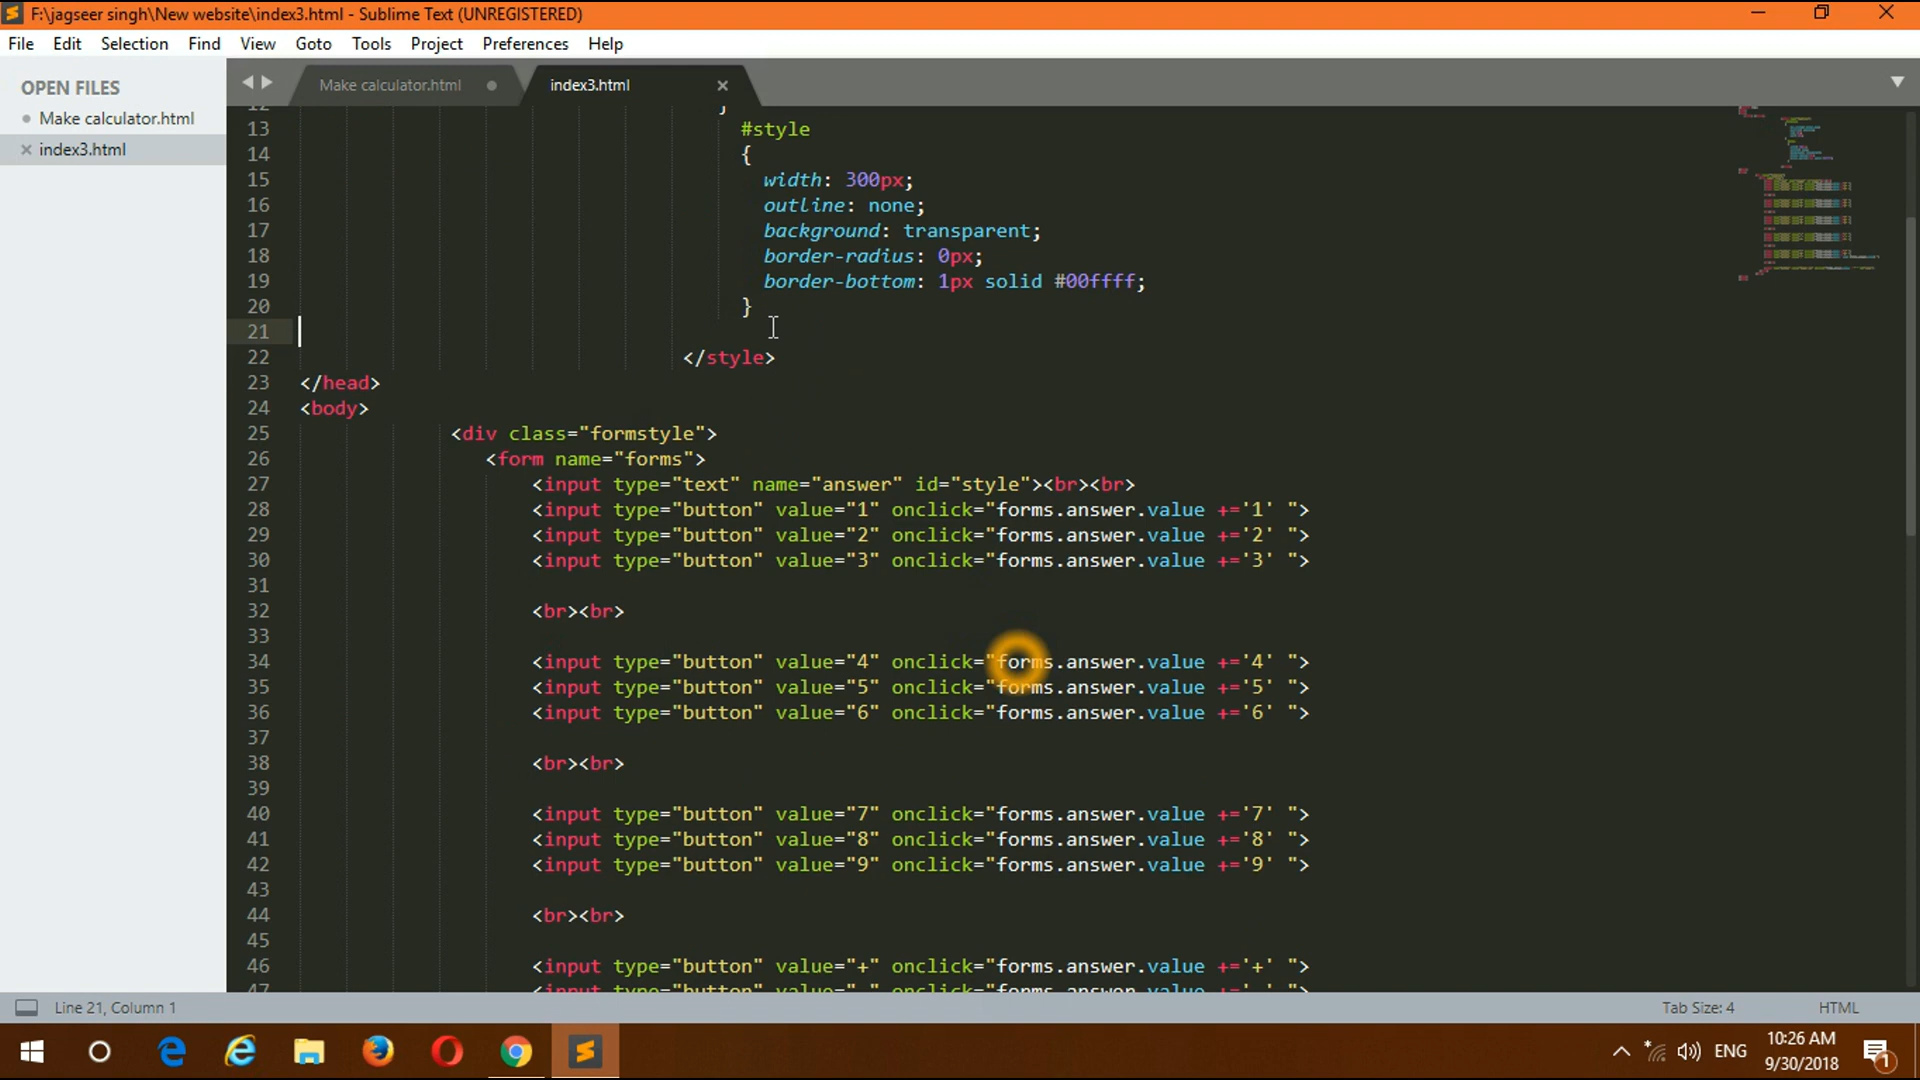 F:\jagseer singh\New website\index3.html - Sublime Text (UNREGISTERED)
File Edit Selection Find View Goto Tools Project Preferences Help
OPEN FILES
Make calculator.html
index3.html
Make calculator.html
index3.html
12 }
13 #style
14 {
15 width: 300px;
16 outline: none;
17 background: transparent;
18 border-radius: 0px;
19 border-bottom: 1px solid #00ffff;
20 }
21
22 </style>
23 </head>
24 <body>
25 <div class="formstyle">
26 <form name="forms">
27 <input type="text" name="answer" id="style"><br><br>
28 <input type="button" value="1" onclick="forms.answer.value +='1' ">
29 <input type="button" value="2" onclick="forms.answer.value +='2' ">
30 <input type="button" value="3" onclick="forms.answer.value +='3' ">
31
32 <br><br>
33
34 <input type="button" value="4" onclick="forms.answer.value +='4' ">
35 <input type="button" value="5" onclick="forms.answer.value +='5' ">
36 <input type="button" value="6" onclick="forms.answer.value +='6' ">
37
38 <br><br>
39
40 <input type="button" value="7" onclick="forms.answer.value +='7' ">
41 <input type="button" value="8" onclick="forms.answer.value +='8' ">
42 <input type="button" value="9" onclick="forms.answer.value +='9' ">
43
44 <br><br>
45
46 <input type="button" value="+" onclick="forms.answer.value +='+' ">
47 <input type="button" value="-" onclick="forms.answer.value +='-' ">
Line 21, Column 1
Tab Size: 4
HTML
ENG
10:26 AM
9/30/2018
1